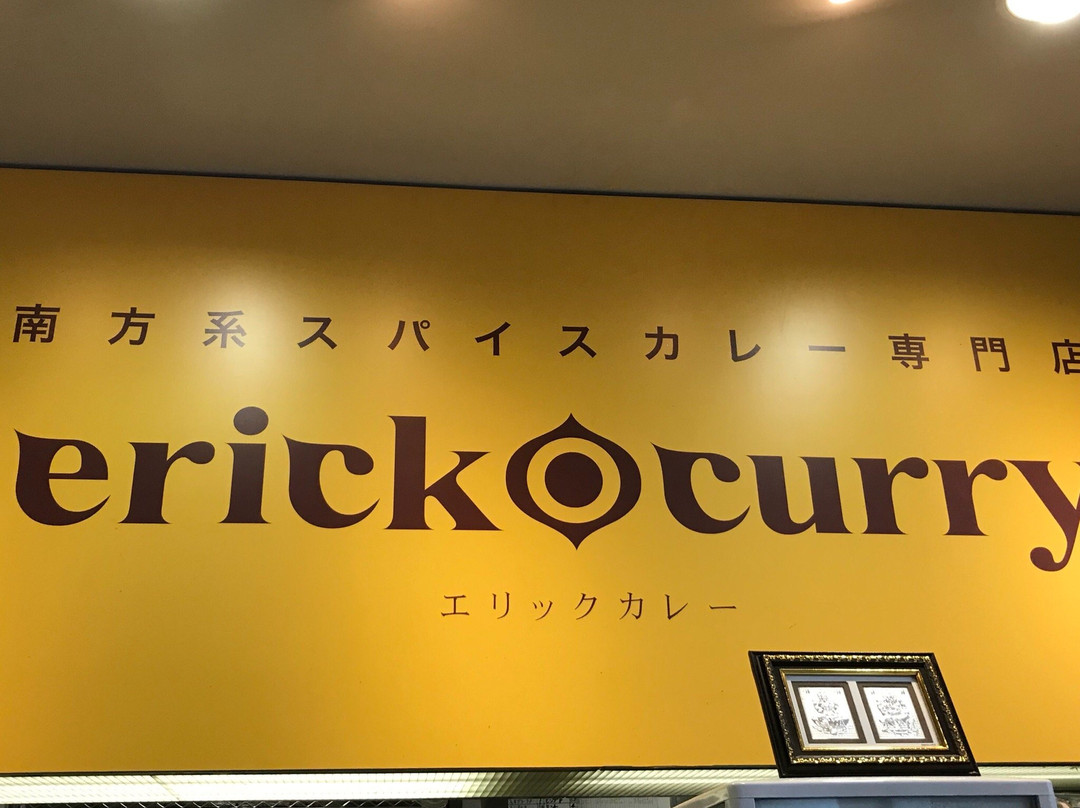 南方系スパイスカレー専門店
erick curry
エリックカレー